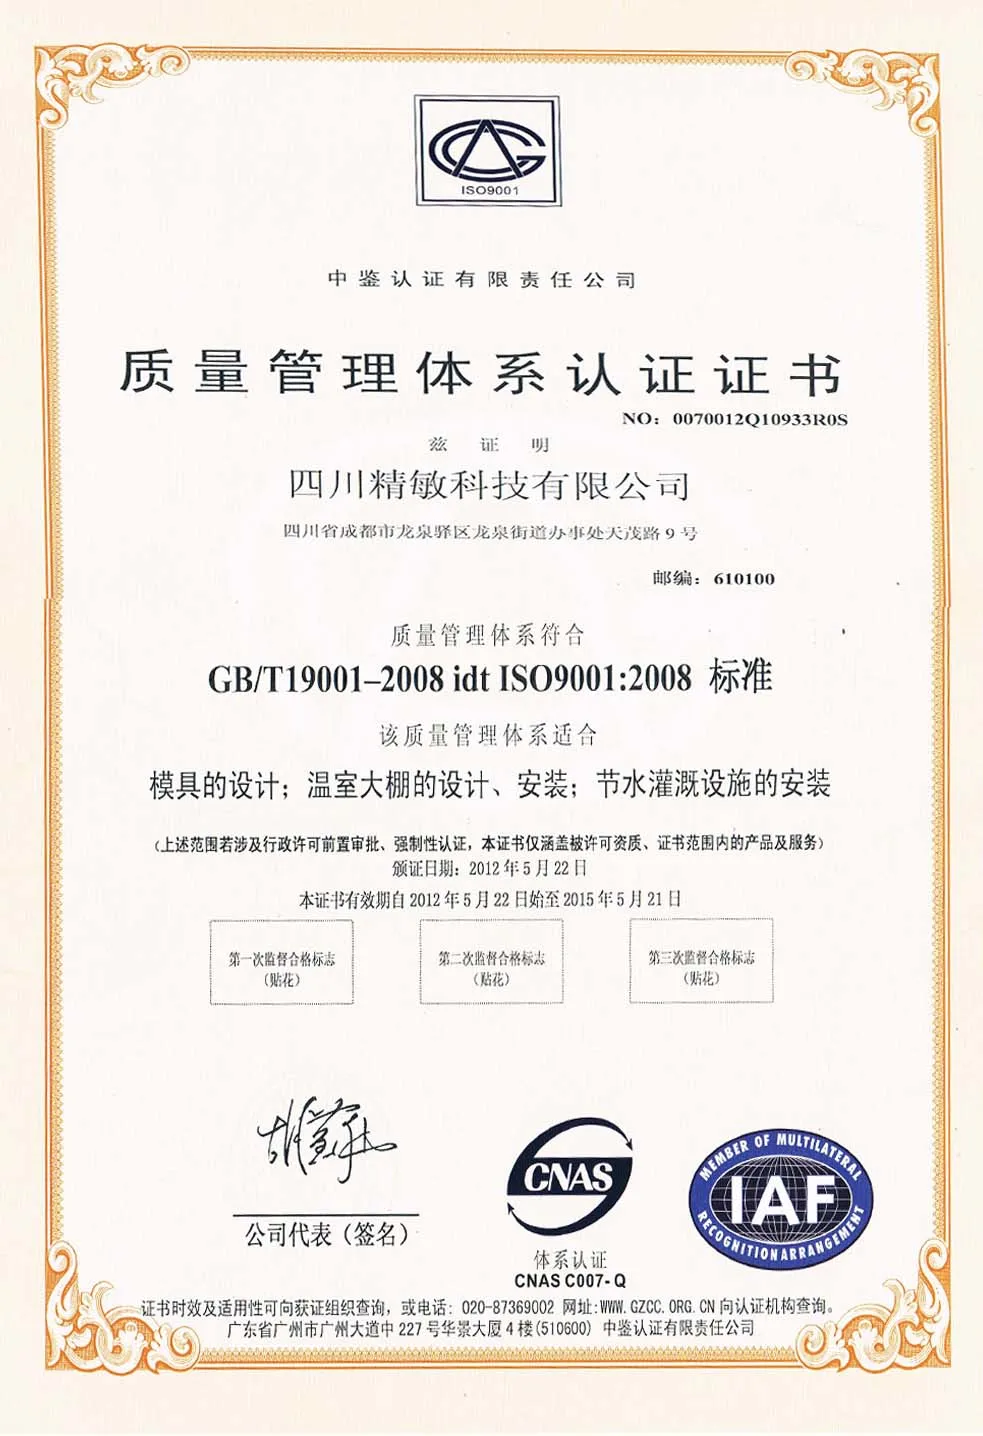 ISO9001
中鉴认证有限责任公司
质量管理体系认证证书
NO：0070012Q10933R0S
兹证明
四川精敏科技有限公司
四川省成都市龙泉驿区龙泉街道办事处天茂路9号
邮编：610100
质量管理体系符合
GB/T19001–2008 idt ISO9001:2008 标准
该质量管理体系适合
模具的设计；温室大棚的设计、安装；节水灌溉设施的安装
（上述范围若涉及行政许可前置审批、强制性认证，本证书仅涵盖被许可资质、证书范围内的产品及服务）
颁证日期：2012年5月22日
本证书有效期自2012年5月22日始至2015年5月21日
第一次监督合格标志
（贴花）
第二次监督合格标志
（贴花）
第三次监督合格标志
（贴花）
公司代表（签名）
CNAS
体系认证
CNAS C007-Q
MEMBER OF MULTILATERAL
IAF
RECOGNITION ARRANGEMENT
证书时效及适用性可向获证组织查询，或电话：020-87369002 网址:WWW.GZCC.ORG.CN向认证机构查询。
广东省广州市广州大道中227号华景大厦4楼(510600) 中鉴认证有限责任公司